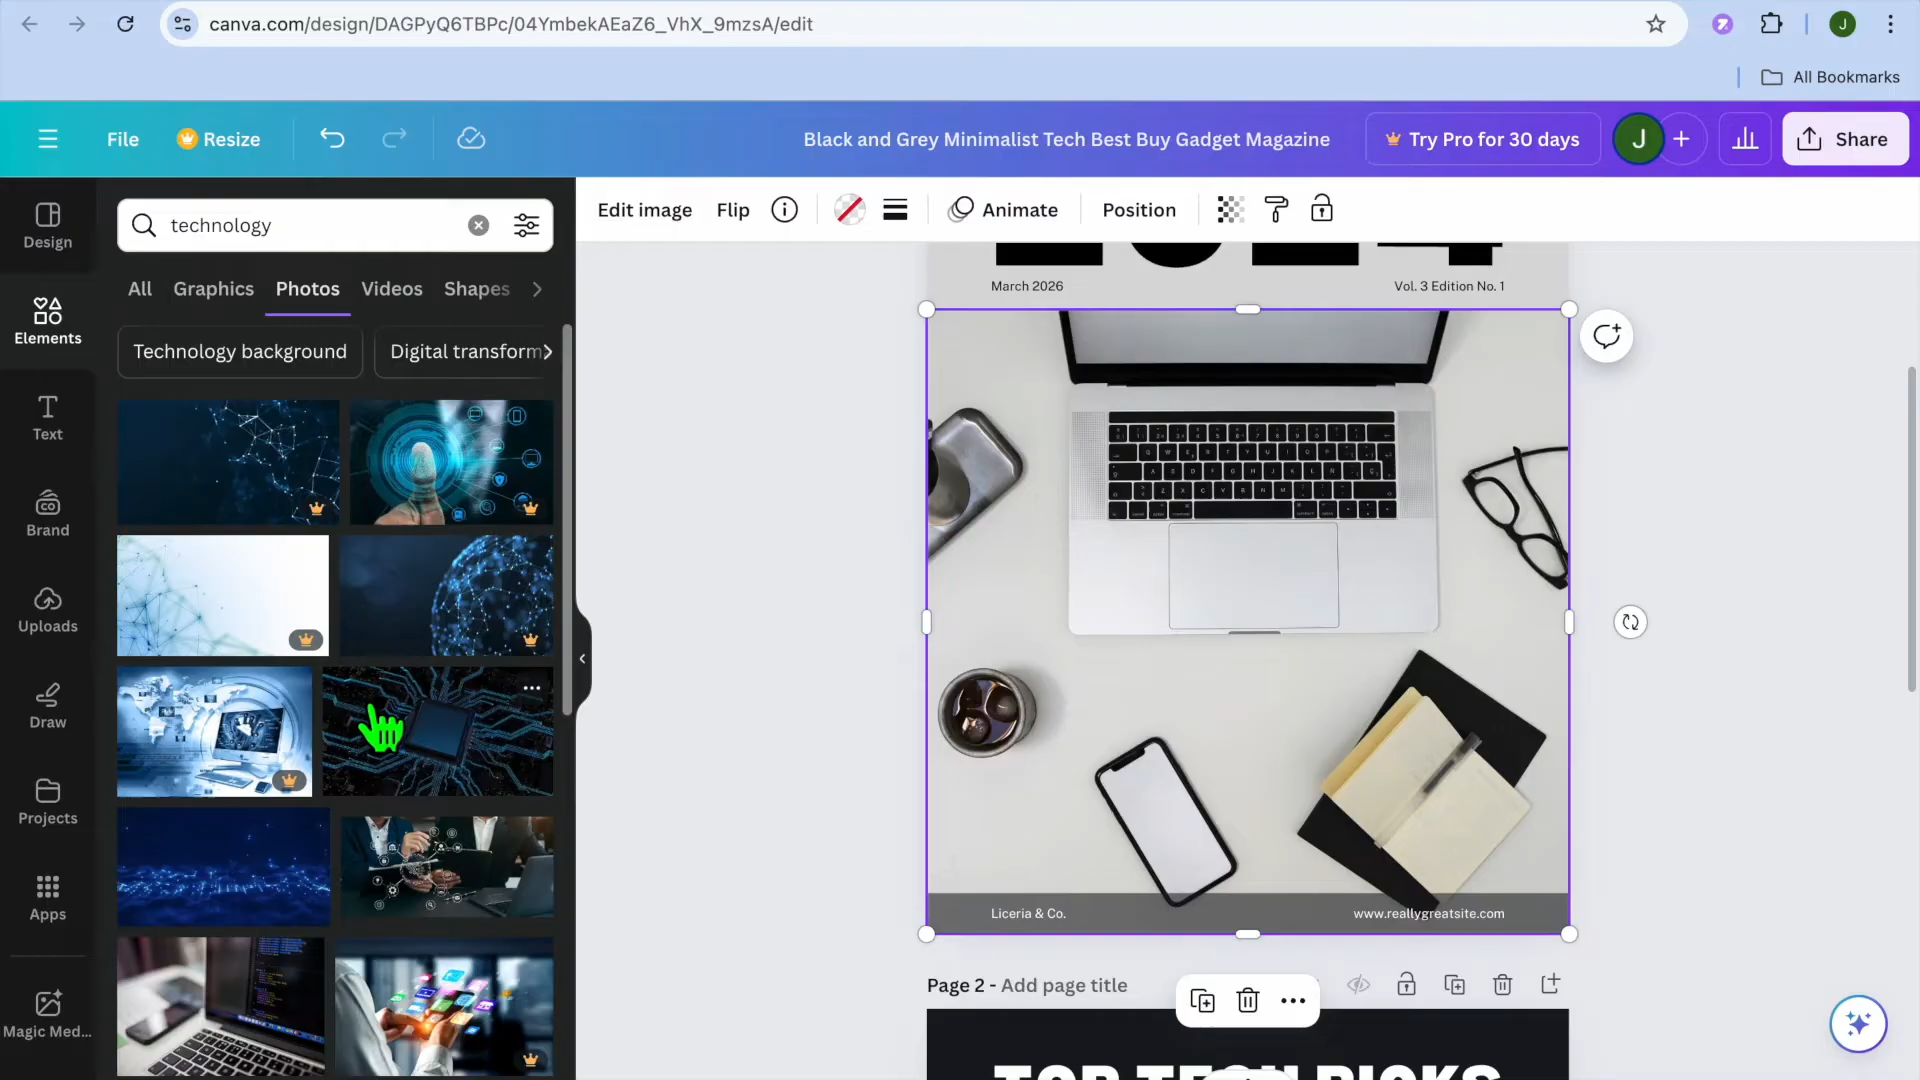 canva.com/design/DAGPyQ6TBPc/04YmbekAEaZ6_VhX_9mzsA/edit
J
All Bookmarks
File
Resize
Black and Grey Minimalist Tech Best Buy Gadget Magazine
Try Pro for 30 days
J
Share
Design
Elements
Text
Brand
Uploads
Draw
Projects
Apps
Magic Med...
technology
All
Graphics
Photos
Videos
Shapes
Technology background
Digital transform
Edit image
Flip
Animate
Position
March 2026
Vol. 3 Edition No. 1
Liceria & Co.
www.reallygreatsite.com
Page 2 - Add page title
TOP TECH PICKS